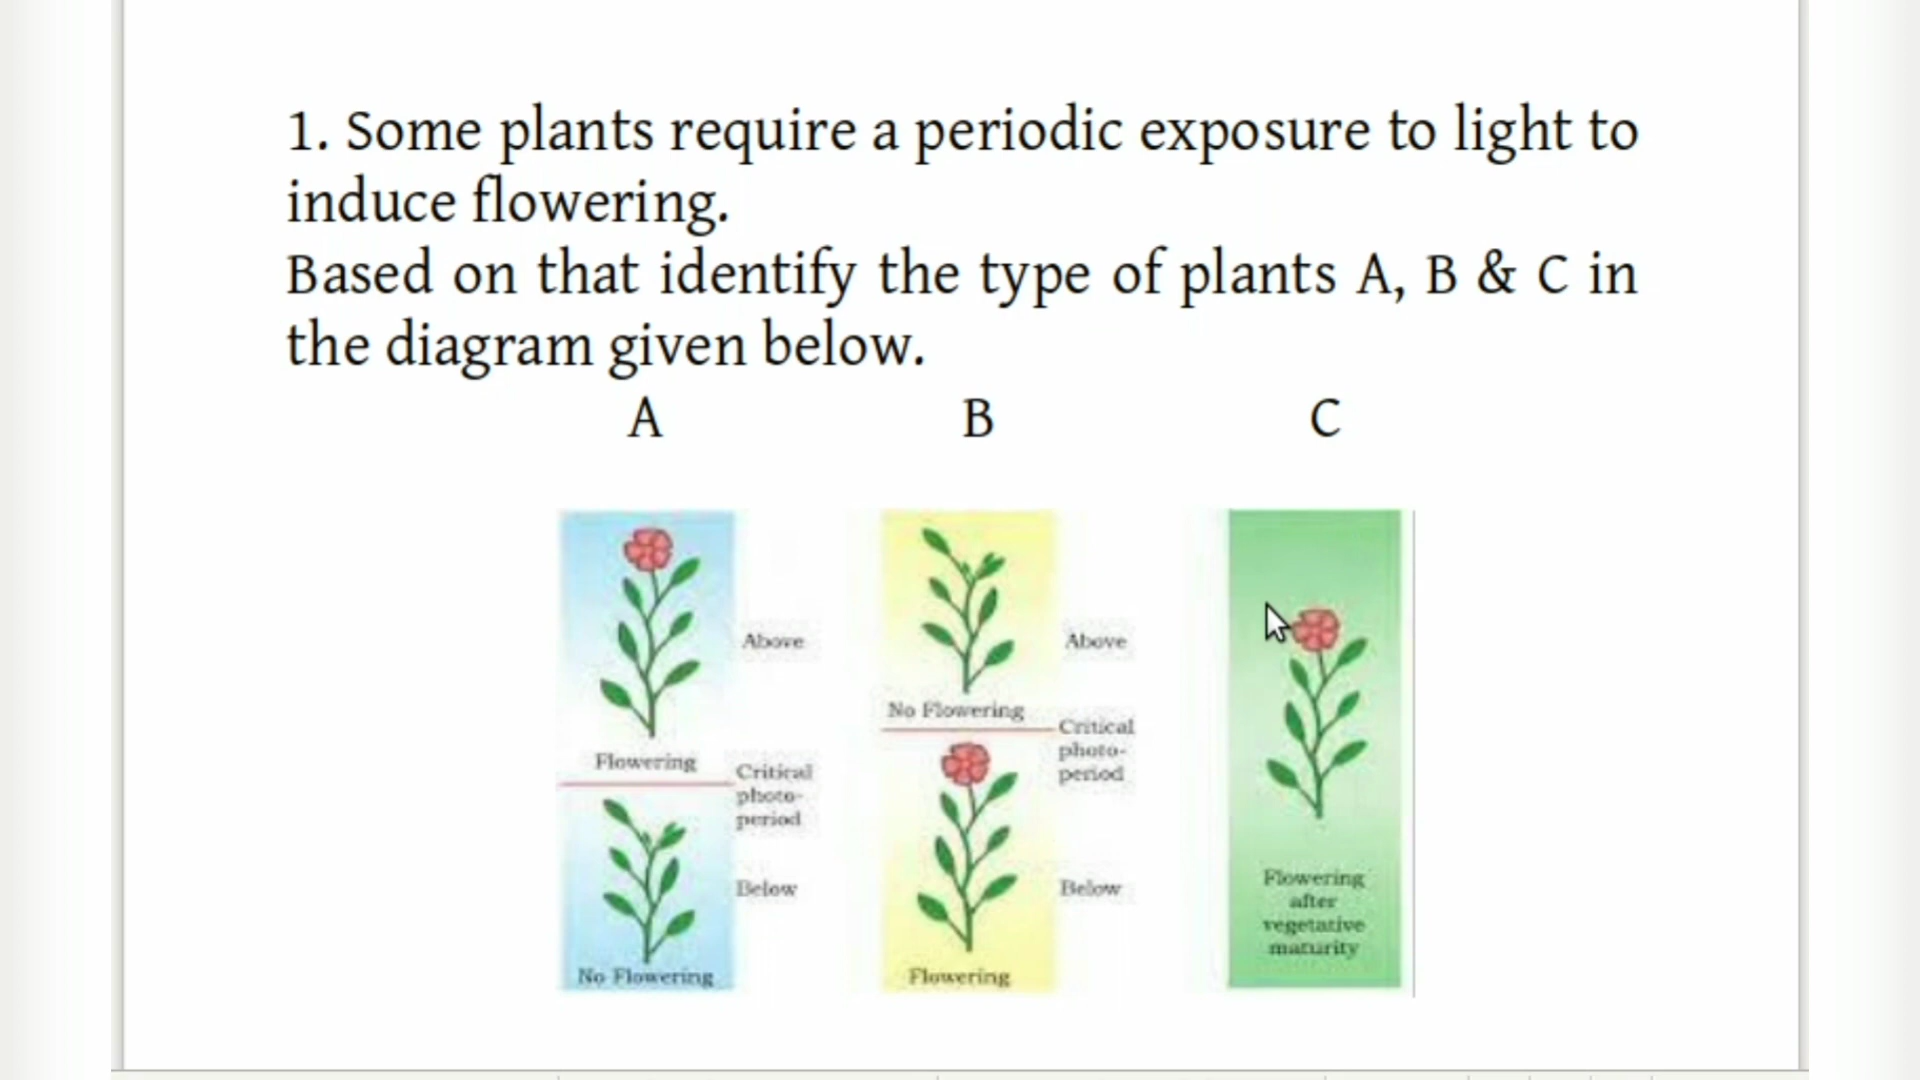 1. Some plants require a periodic exposure to light to
induce flowering.
Based on that identify the type of plants A, B & C in
the diagram given below.
A B C
Above
Flowering
Critical
photo-
period
Below
No Flowering
Above
No Flowering
Critical
photo-
period
Below
Flowering
Flowering
after
vegetative
maturity